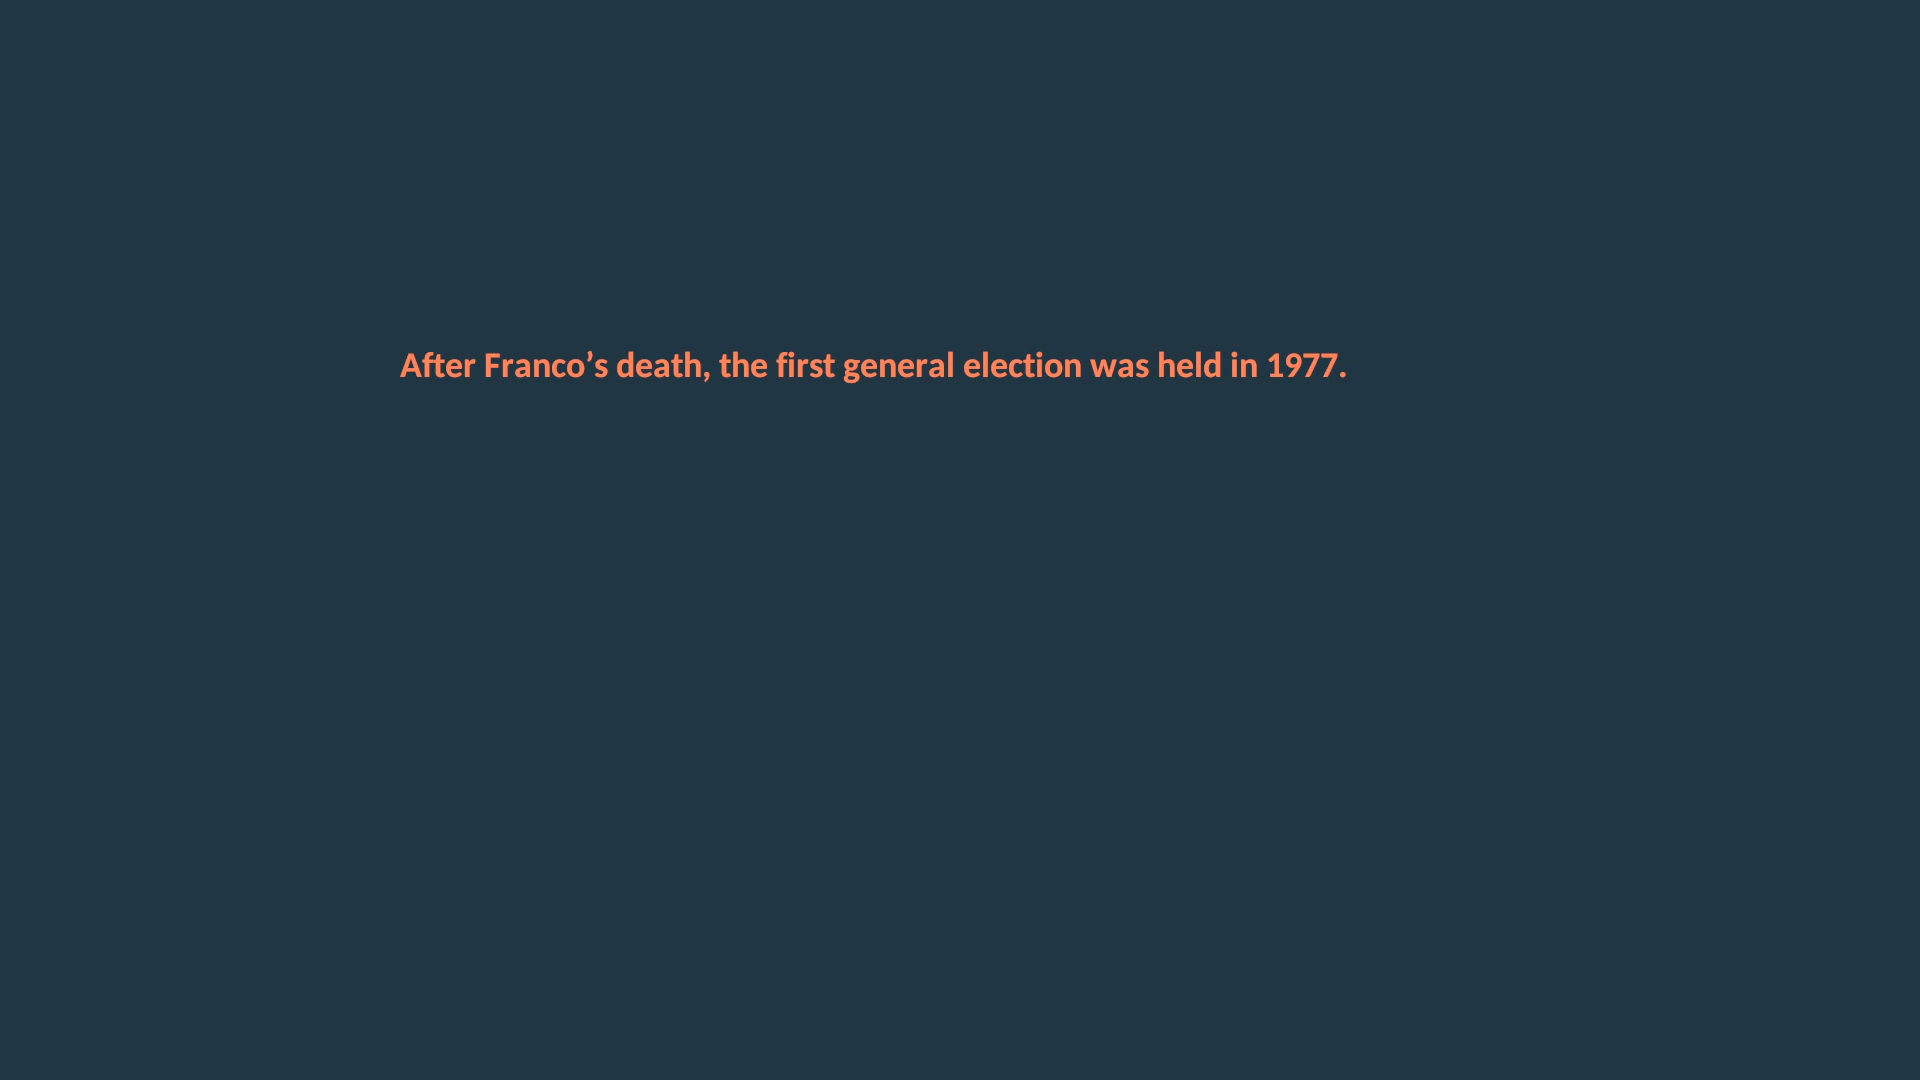 After Franco’s death, the first general election was held in 1977.